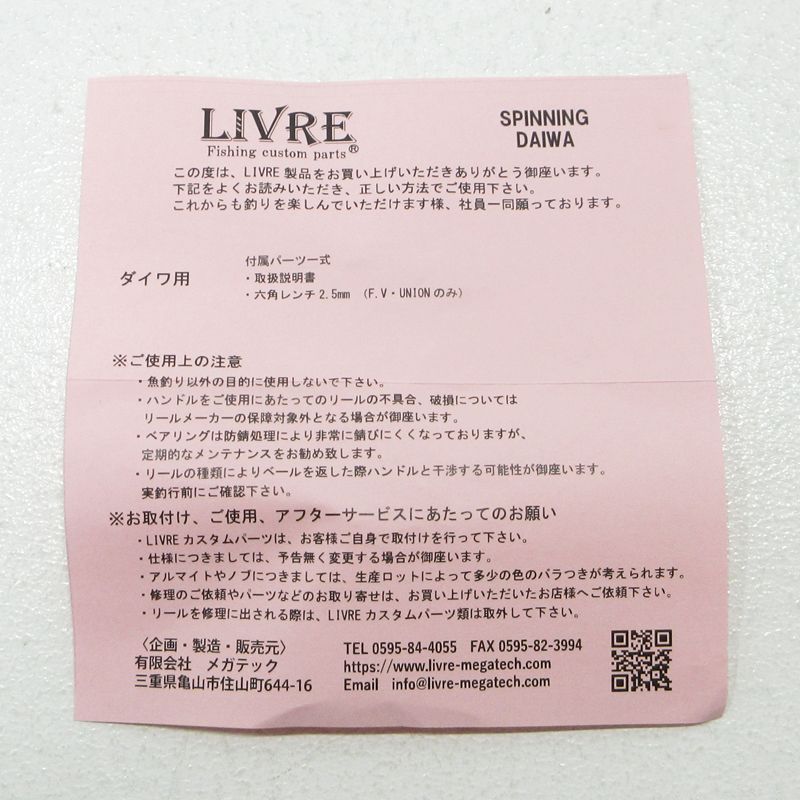 LIVRE
Fishing custom parts®
SPINNING
DAIWA
この度は、LIVRE 製品をお買い上げいただきありがとう御座います。
下記をよくお読みいただき、正しい方法でご使用下さい。
これからも釣りを楽しんでいただけます様、社員一同願っております。
ダイワ用
付属パーツ一式
・取扱説明書
・六角レンチ2.5mm （F.V・UNIONのみ）
※ご使用上の注意
・魚釣り以外の目的に使用しないで下さい。
・ハンドルをご使用にあたってのリールの不具合、破損については
リールメーカーの保障対象外となる場合が御座います。
・ベアリングは防錆処理により非常に錆びにくくなっておりますが、
定期的なメンテナンスをお勧め致します。
・リールの種類によりベールを返した際ハンドルと干渉する可能性が御座います。
実釣行前にご確認下さい。
※お取付け、ご使用、アフターサービスにあたってのお願い
・LIVREカスタムパーツは、お客様ご自身で取付けを行って下さい。
・仕様につきましては、予告無く変更する場合が御座います。
・アルマイトやノブにつきましては、生産ロットによって多少の色のバラつきが考えられます。
・修理のご依頼やパーツなどのお取り寄せは、お買い上げいただいたお店様へご依頼下さい。
・リールを修理に出される際は、LIVREカスタムパーツ類は取外して下さい。
〈企画・製造・販売元〉
有限会社 メガテック
三重県亀山市住山町644-16
TEL 0595-84-4055 FAX 0595-82-3994
https://www.livre-megatech.com
Email info@livre-megatech.com